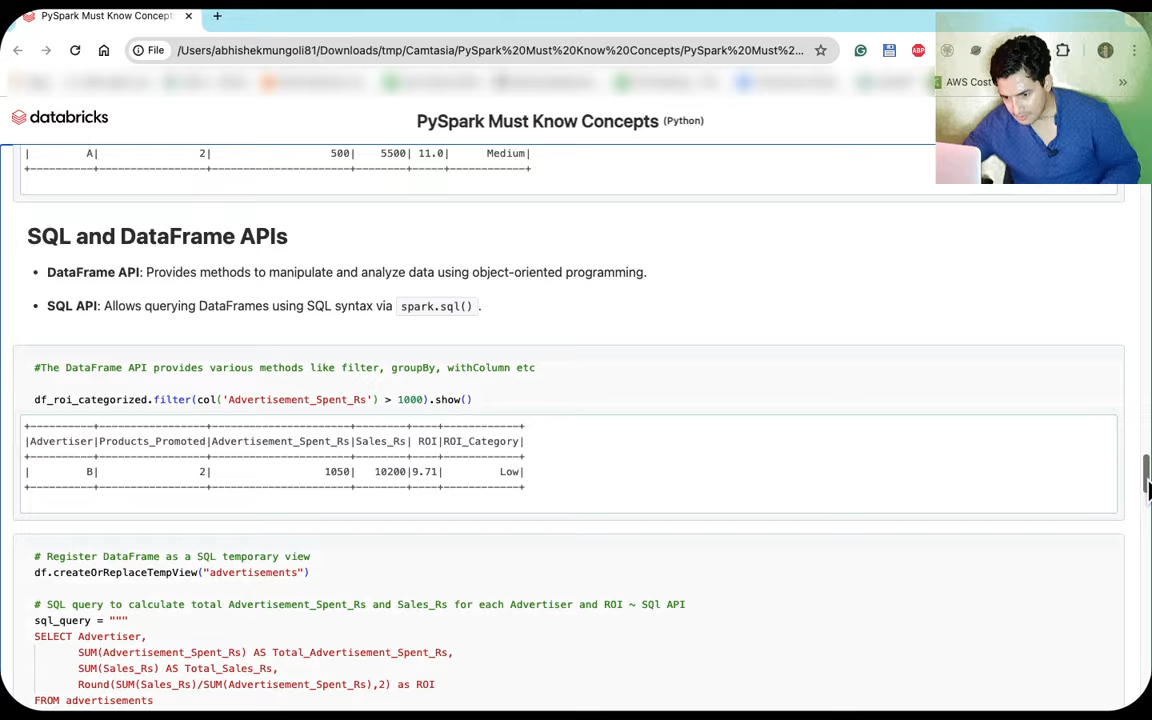 PySpark Must Know Concept
File
/Users/abhishekmungoli81/Downloads/tmp/Camtasia/PySpark%20Must%20Know%20Concepts/PySpark%20Must%2...
ABP
AWS Cost
databricks
PySpark Must Know Concepts (Python)
| A| 2| 500| 5500| 11.0| Medium|
+----------+-----------------+----------------------+--------+-----+------------+
SQL and DataFrame APIs
• DataFrame API: Provides methods to manipulate and analyze data using object-oriented programming.
• SQL API: Allows querying DataFrames using SQL syntax via spark.sql() .
#The DataFrame API provides various methods like filter, groupBy, withColumn etc
df_roi_categorized.filter(col('Advertisement_Spent_Rs') > 1000).show()
+----------+-----------------+----------------------+--------+----+------------+
|Advertiser|Products_Promoted|Advertisement_Spent_Rs|Sales_Rs| ROI|ROI_Category|
+----------+-----------------+----------------------+--------+----+------------+
| B| 2| 1050| 10200|9.71| Low|
+----------+-----------------+----------------------+--------+----+------------+
# Register DataFrame as a SQL temporary view
df.createOrReplaceTempView("advertisements")
# SQL query to calculate total Advertisement_Spent_Rs and Sales_Rs for each Advertiser and ROI ~ SQl API
sql_query = """
SELECT Advertiser,
SUM(Advertisement_Spent_Rs) AS Total_Advertisement_Spent_Rs,
SUM(Sales_Rs) AS Total_Sales_Rs,
Round(SUM(Sales_Rs)/SUM(Advertisement_Spent_Rs),2) as ROI
FROM advertisements